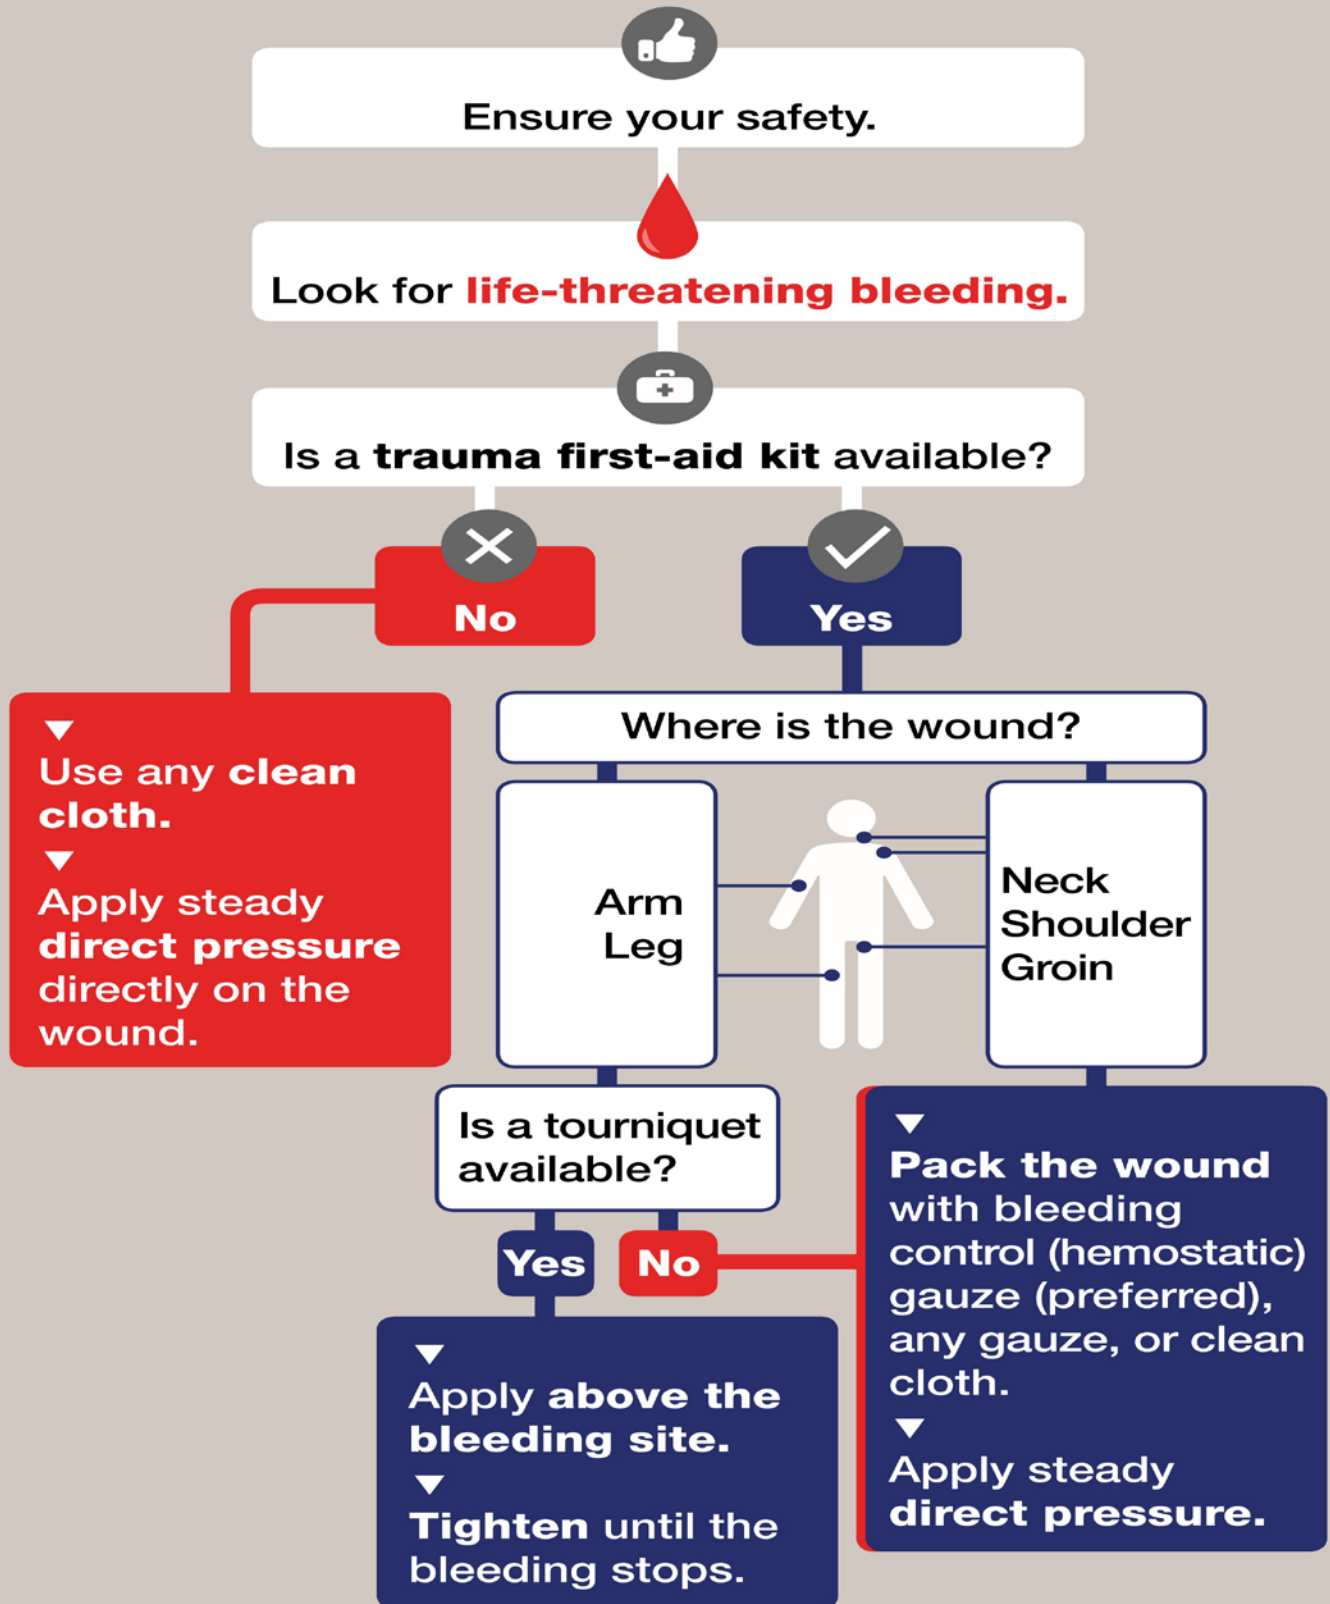 Ensure your safety.
Look for life-threatening bleeding.
Is a trauma first-aid kit available?
No
Yes
Use any clean
cloth.
Apply steady
direct pressure
directly on the
wound.
Where is the wound?
Arm
Leg
Neck
Shoulder
Groin
Is a tourniquet
available?
Yes
No
Apply above the
bleeding site.
Tighten until the
bleeding stops.
Pack the wound
with bleeding
control (hemostatic)
gauze (preferred),
any gauze, or clean
cloth.
Apply steady
direct pressure.